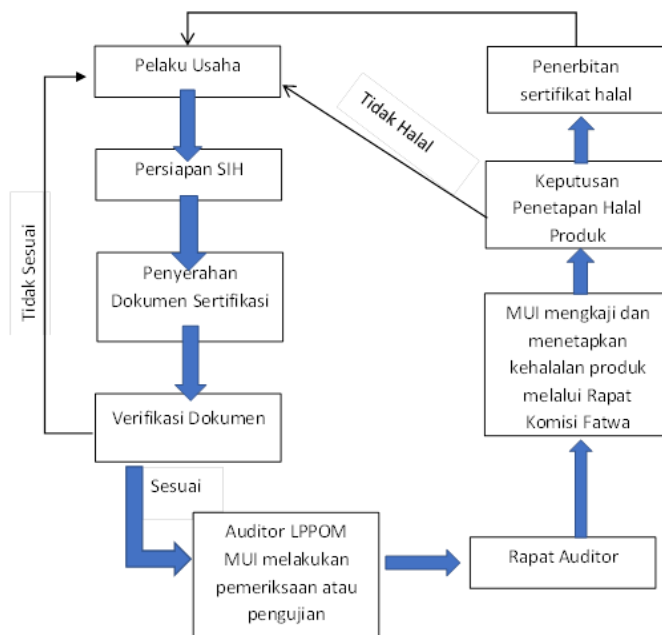 Pelaku Usaha
Persiapan SIH
Penyerahan
Dokumen Sertifikasi
Verifikasi Dokumen
Tidak Sesuai
Sesuai
Auditor LPPOM
MUI melakukan
pemeriksaan atau
pengujian
Rapat Auditor
MUI mengkaji dan
menetapkan
kehalalan produk
melalui Rapat
Komisi Fatwa
Keputusan
Penetapan Halal
Produk
Tidak Halal
Penerbitan
sertifikat halal